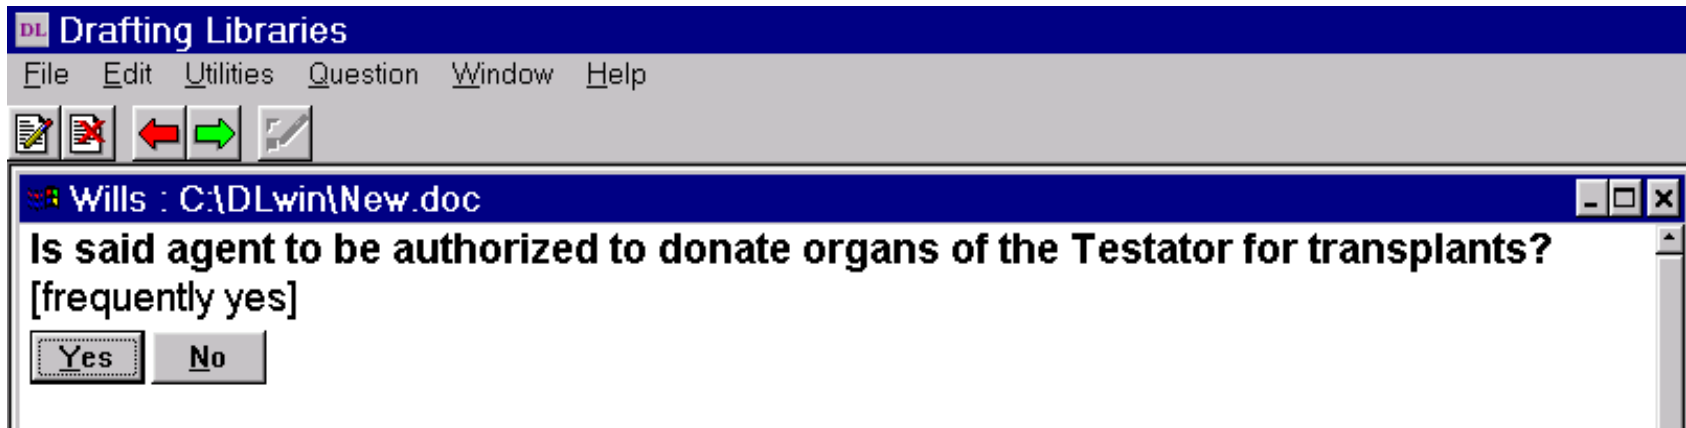 DL Drafting Libraries
File Edit Utilities Question Window Help
Wills : C:\DLwin\New.doc
Is said agent to be authorized to donate organs of the Testator for transplants?
[frequently yes]
Yes No